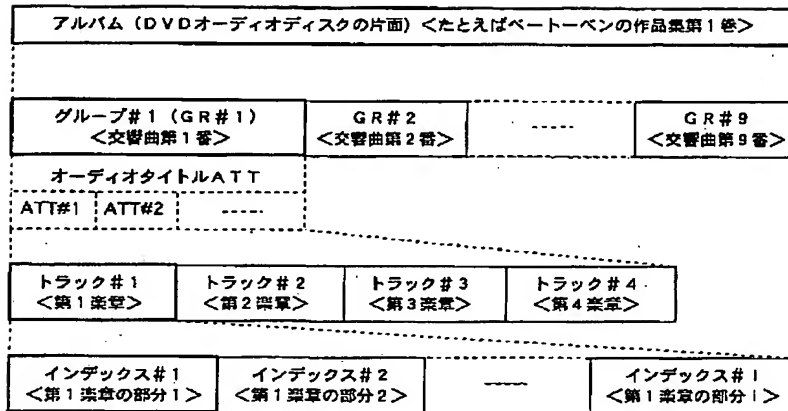 アルバム（DVDオーディオディスクの片面）＜たとえばベートーベンの作品集第1巻＞
グループ#1（GR#1） GR#2 GR#9
＜交響曲第1番＞ ＜交響曲第2番＞ ＜交響曲第9番＞
オーディオタイトルATT
ATT#1 ATT#2
トラック#1 トラック#2 トラック#3 トラック#4
＜第1楽章＞ ＜第2楽章＞ ＜第3楽章＞ ＜第4楽章＞
インデックス#1 インデックス#2 インデックス#I
＜第1楽章の部分1＞ ＜第1楽章の部分2＞ ＜第1楽章の部分I＞